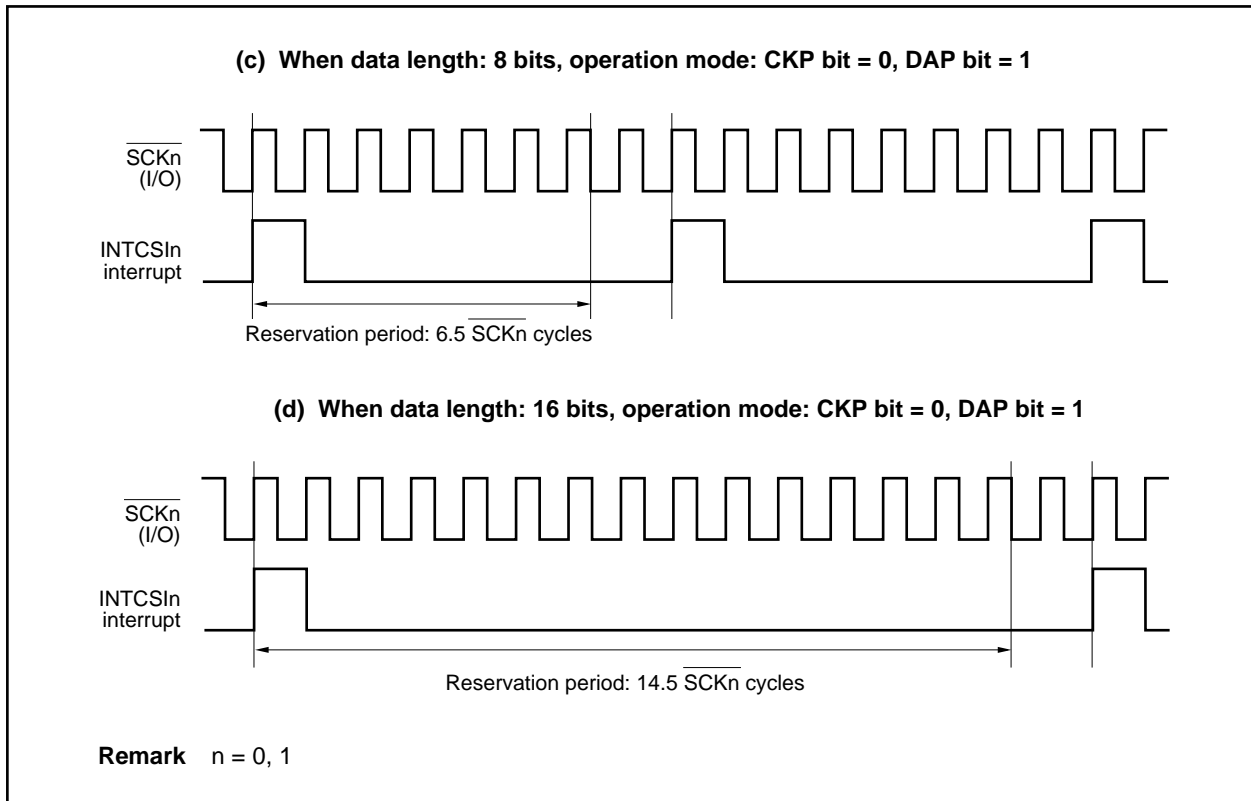 (c) When data length: 8 bits, operation mode: CKP bit = 0, DAP bit = 1
SCKn
(I/O)
INTCSIn
interrupt
Reservation period: 6.5 SCKn cycles
(d) When data length: 16 bits, operation mode: CKP bit = 0, DAP bit = 1
SCKn
(I/O)
INTCSIn
interrupt
Reservation period: 14.5 SCKn cycles
Remark n = 0, 1